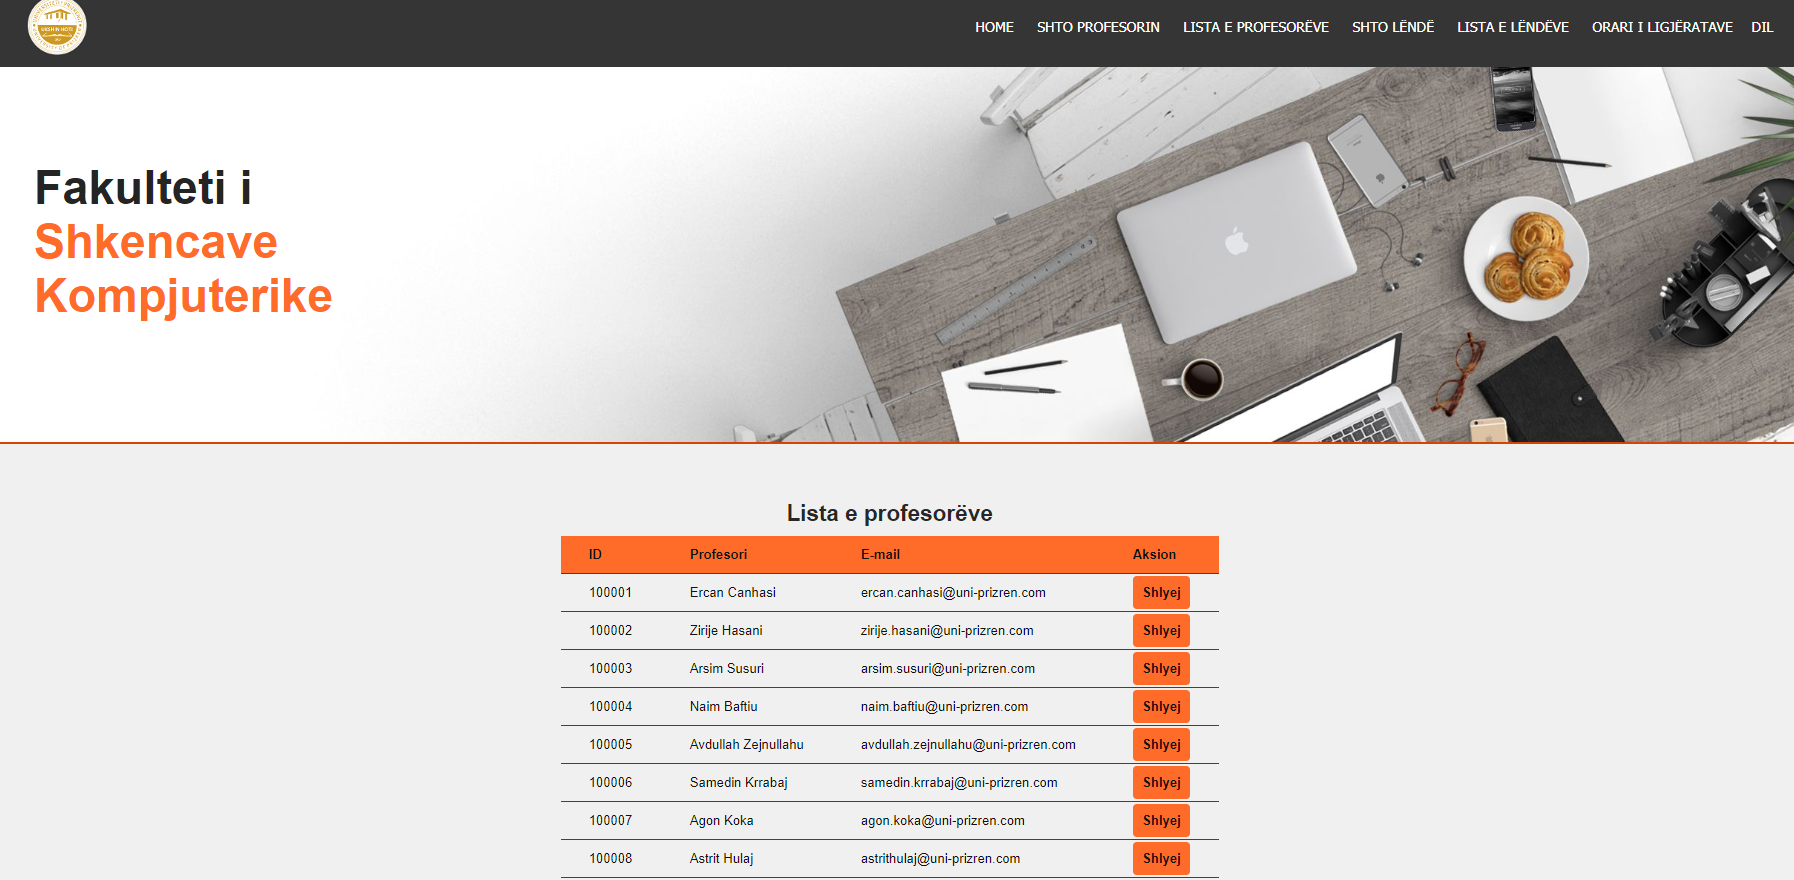 UKSHIN HOTI
HOME SHTO PROFESORIN LISTA E PROFESORËVE SHTO LËNDË LISTA E LËNDËVE ORARI I LIGJËRATAVE DIL
Fakulteti i
Shkencave
Kompjuterike
Lista e profesorëve
ID Profesori E-mail Aksion
100001 Ercan Canhasi ercan.canhasi@uni-prizren.com Shlyej
100002 Zirije Hasani zirije.hasani@uni-prizren.com Shlyej
100003 Arsim Susuri arsim.susuri@uni-prizren.com Shlyej
100004 Naim Baftiu naim.baftiu@uni-prizren.com Shlyej
100005 Avdullah Zejnullahu avdullah.zejnullahu@uni-prizren.com Shlyej
100006 Samedin Krrabaj samedin.krrabaj@uni-prizren.com Shlyej
100007 Agon Koka agon.koka@uni-prizren.com Shlyej
100008 Astrit Hulaj astrithulaj@uni-prizren.com Shlyej